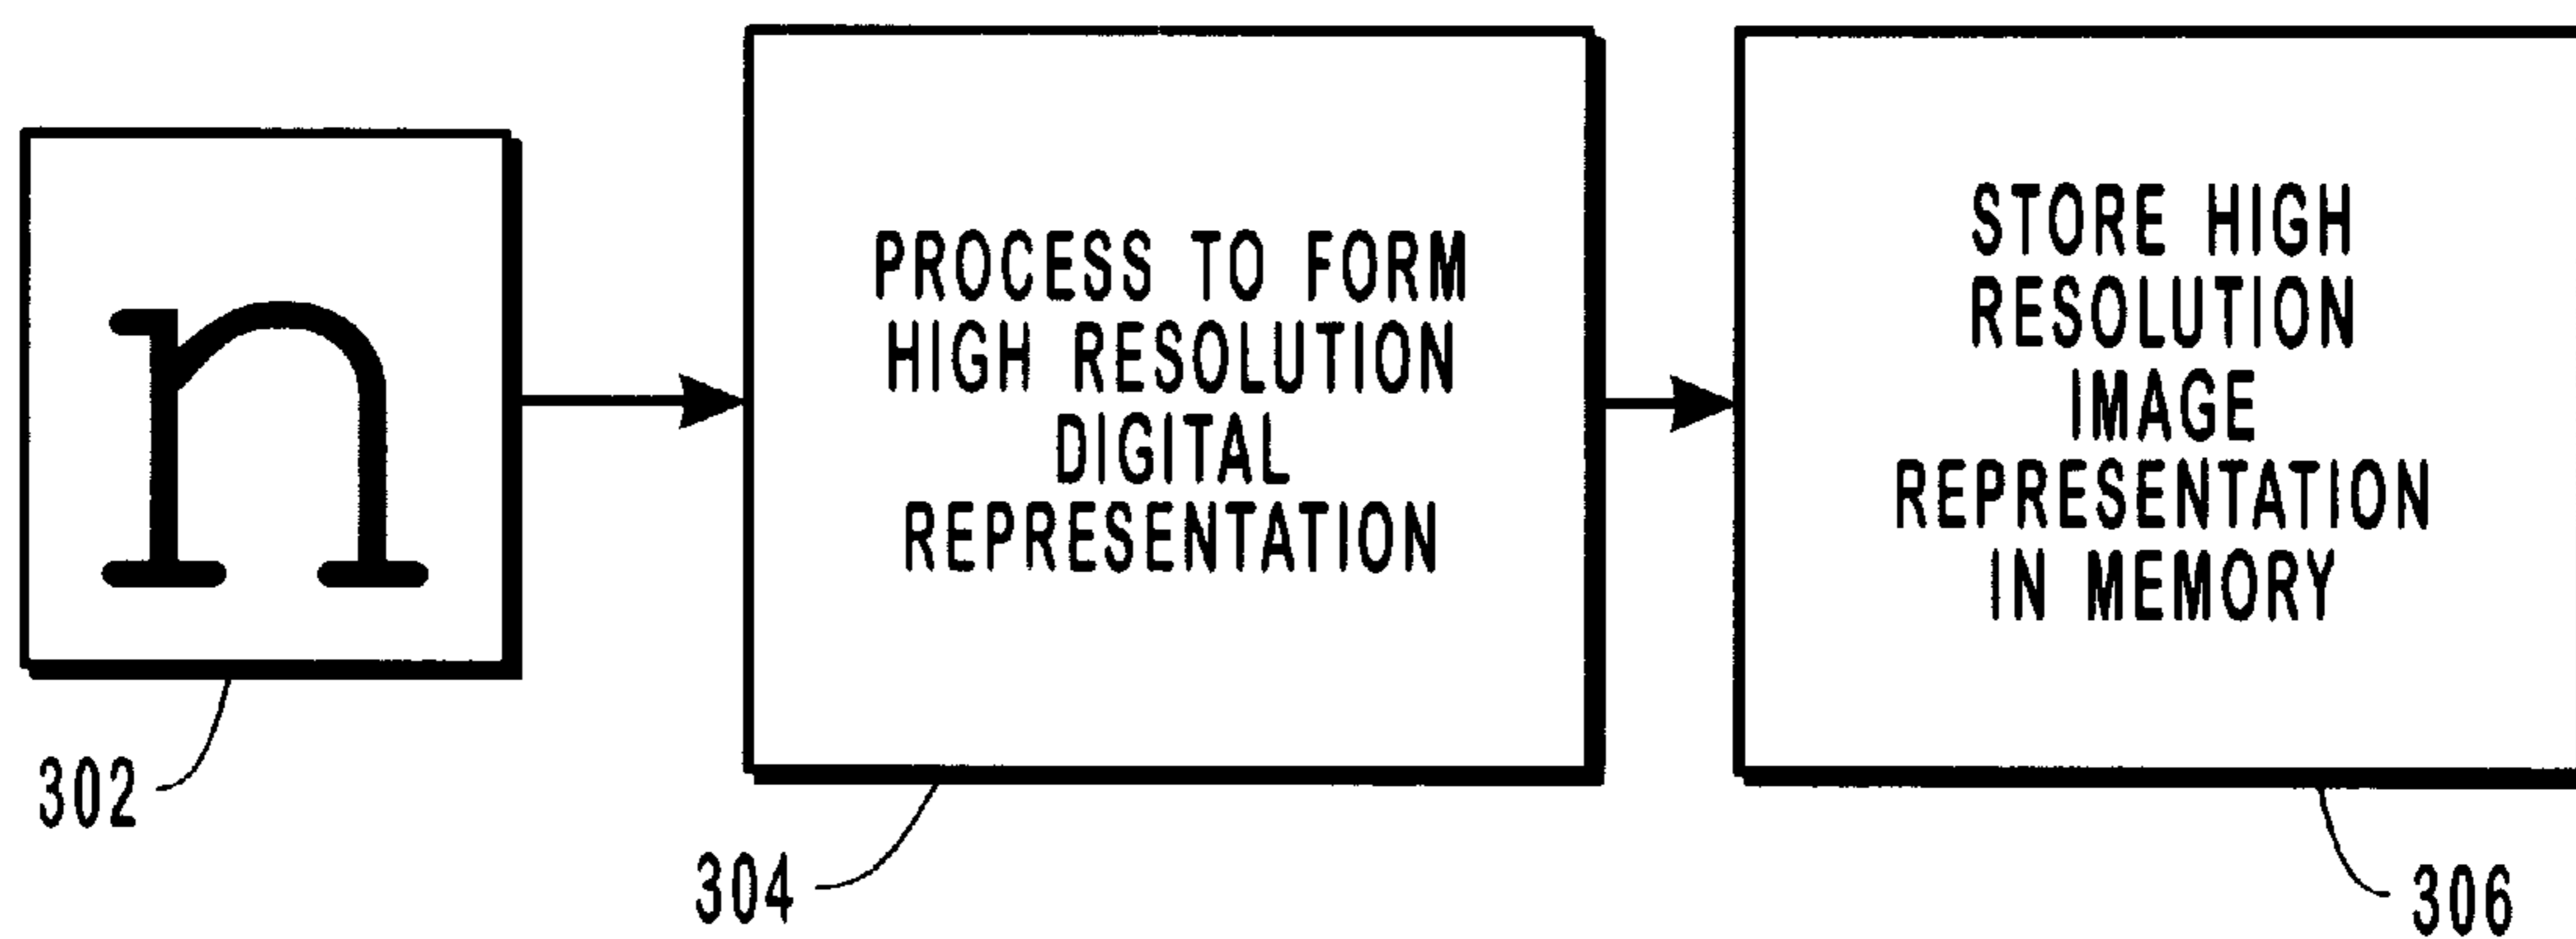 n
PROCESS TO FORM
HIGH RESOLUTION
DIGITAL
REPRESENTATION
STORE HIGH
RESOLUTION
IMAGE
REPRESENTATION
IN MEMORY
302
304
306